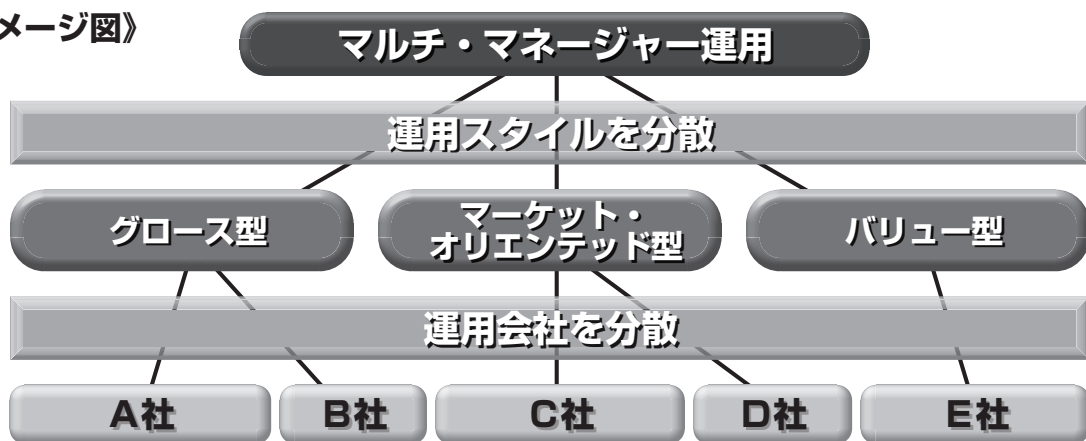 メージ図》
マルチ・マネージャー運用
運用スタイルを分散
グロース型
マーケット・
オリエンテッド型
バリュー型
運用会社を分散
A社
B社
C社
D社
E社